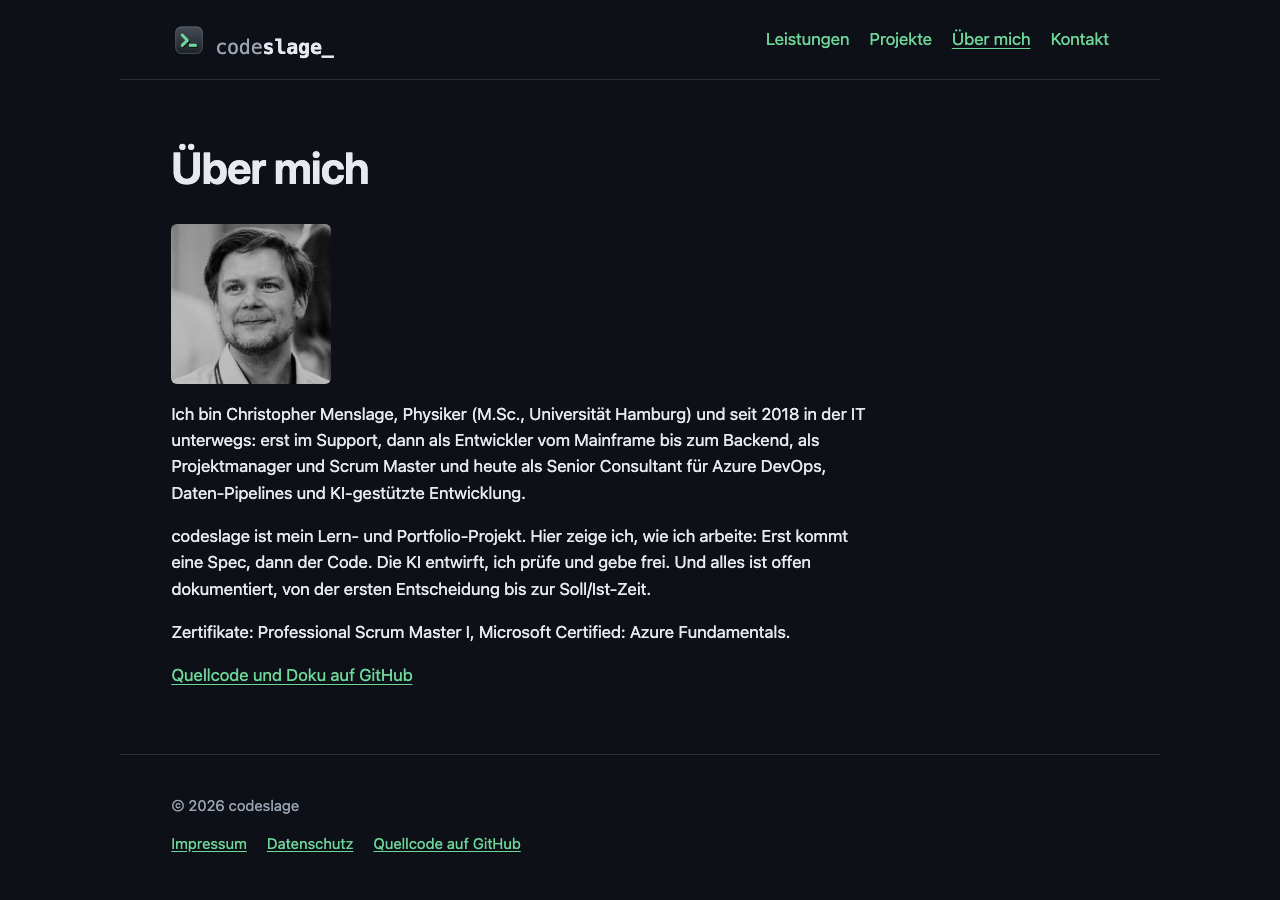 codeslage_
Leistungen Projekte Über mich Kontakt
Über mich
Ich bin Christopher Menslage, Physiker (M.Sc., Universität Hamburg) und seit 2018 in der IT
unterwegs: erst im Support, dann als Entwickler vom Mainframe bis zum Backend, als
Projektmanager und Scrum Master und heute als Senior Consultant für Azure DevOps,
Daten-Pipelines und KI-gestützte Entwicklung.
codeslage ist mein Lern- und Portfolio-Projekt. Hier zeige ich, wie ich arbeite: Erst kommt
eine Spec, dann der Code. Die KI entwirft, ich prüfe und gebe frei. Und alles ist offen
dokumentiert, von der ersten Entscheidung bis zur Soll/Ist-Zeit.
Zertifikate: Professional Scrum Master I, Microsoft Certified: Azure Fundamentals.
Quellcode und Doku auf GitHub
© 2026 codeslage
Impressum Datenschutz Quellcode auf GitHub